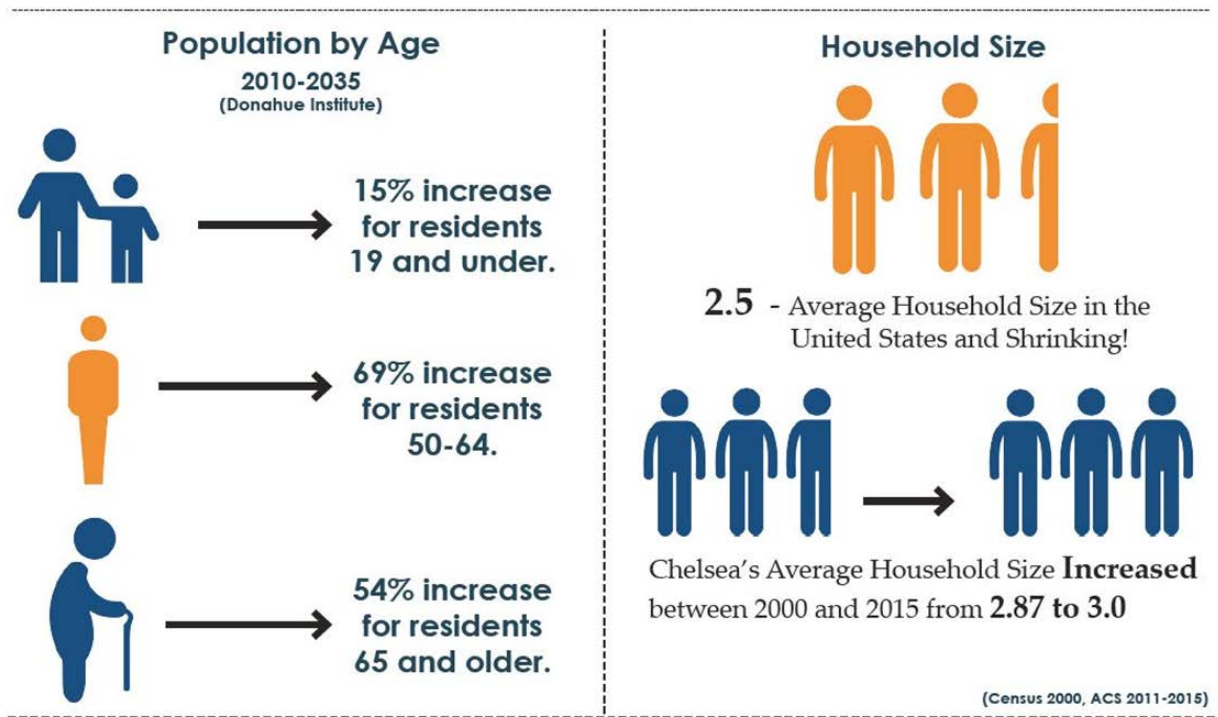 Population by Age
2010-2035
(Donahue Institute)
15% increase
for residents
19 and under.
69% increase
for residents
50-64.
54% increase
for residents
65 and older.
Household Size
2.5 - Average Household Size in the
United States and Shrinking!
Chelsea's Average Household Size Increased
between 2000 and 2015 from 2.87 to 3.0
(Census 2000, ACS 2011-2015)